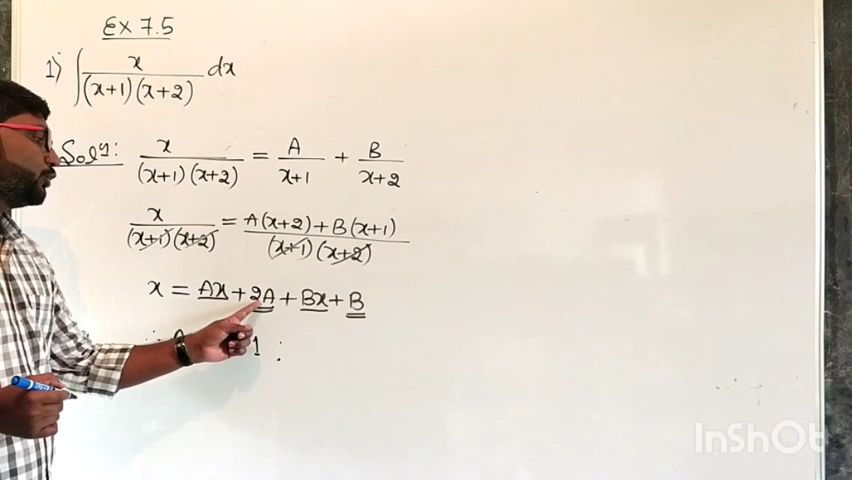 Ex 7.5
1) ∫ x / (x+1)(x+2) dx
Solⁿ: x / (x+1)(x+2) = A / x+1 + B / x+2
x / (x+1)(x+2) = A(x+2) + B(x+1) / (x+1)(x+2)
x = Ax + 2A + Bx + B
∴ 1 :
InShOt